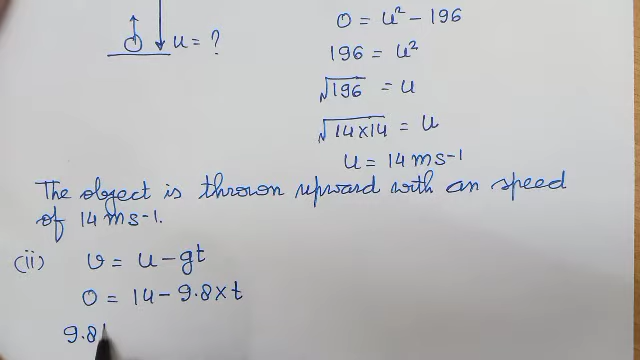 u = ?
0 = u² - 196
196 = u²
√196 = u
√14×14 = u
u = 14 ms-1
The object is thrown upward with an speed
of 14 ms-1.
(ii) v = u - gt
0 = 14 - 9.8 × t
9.8